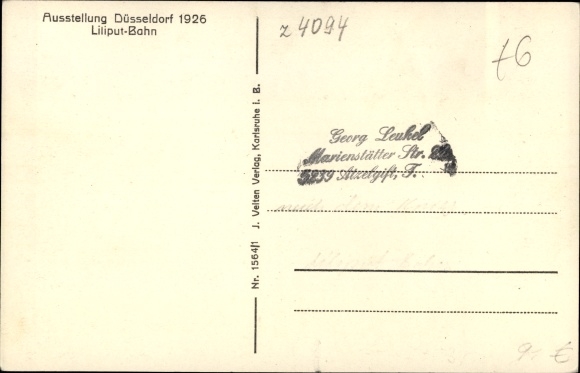 Ausstellung Düsseldorf 1926
Liliput-Bahn
z 4094
76
Georg Leukel
Marienstätter Str.
5239 Atzelgift, T.
Nr. 1564/1 J. Velten Verlag, Karlsruhe i. B.
9,- €